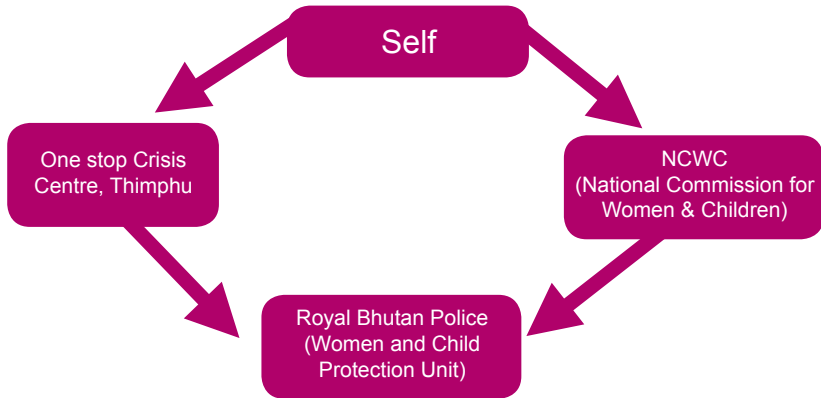 Self
One stop Crisis
Centre, Thimphu
NCWC
(National Commission for
Women & Children)
Royal Bhutan Police
(Women and Child
Protection Unit)